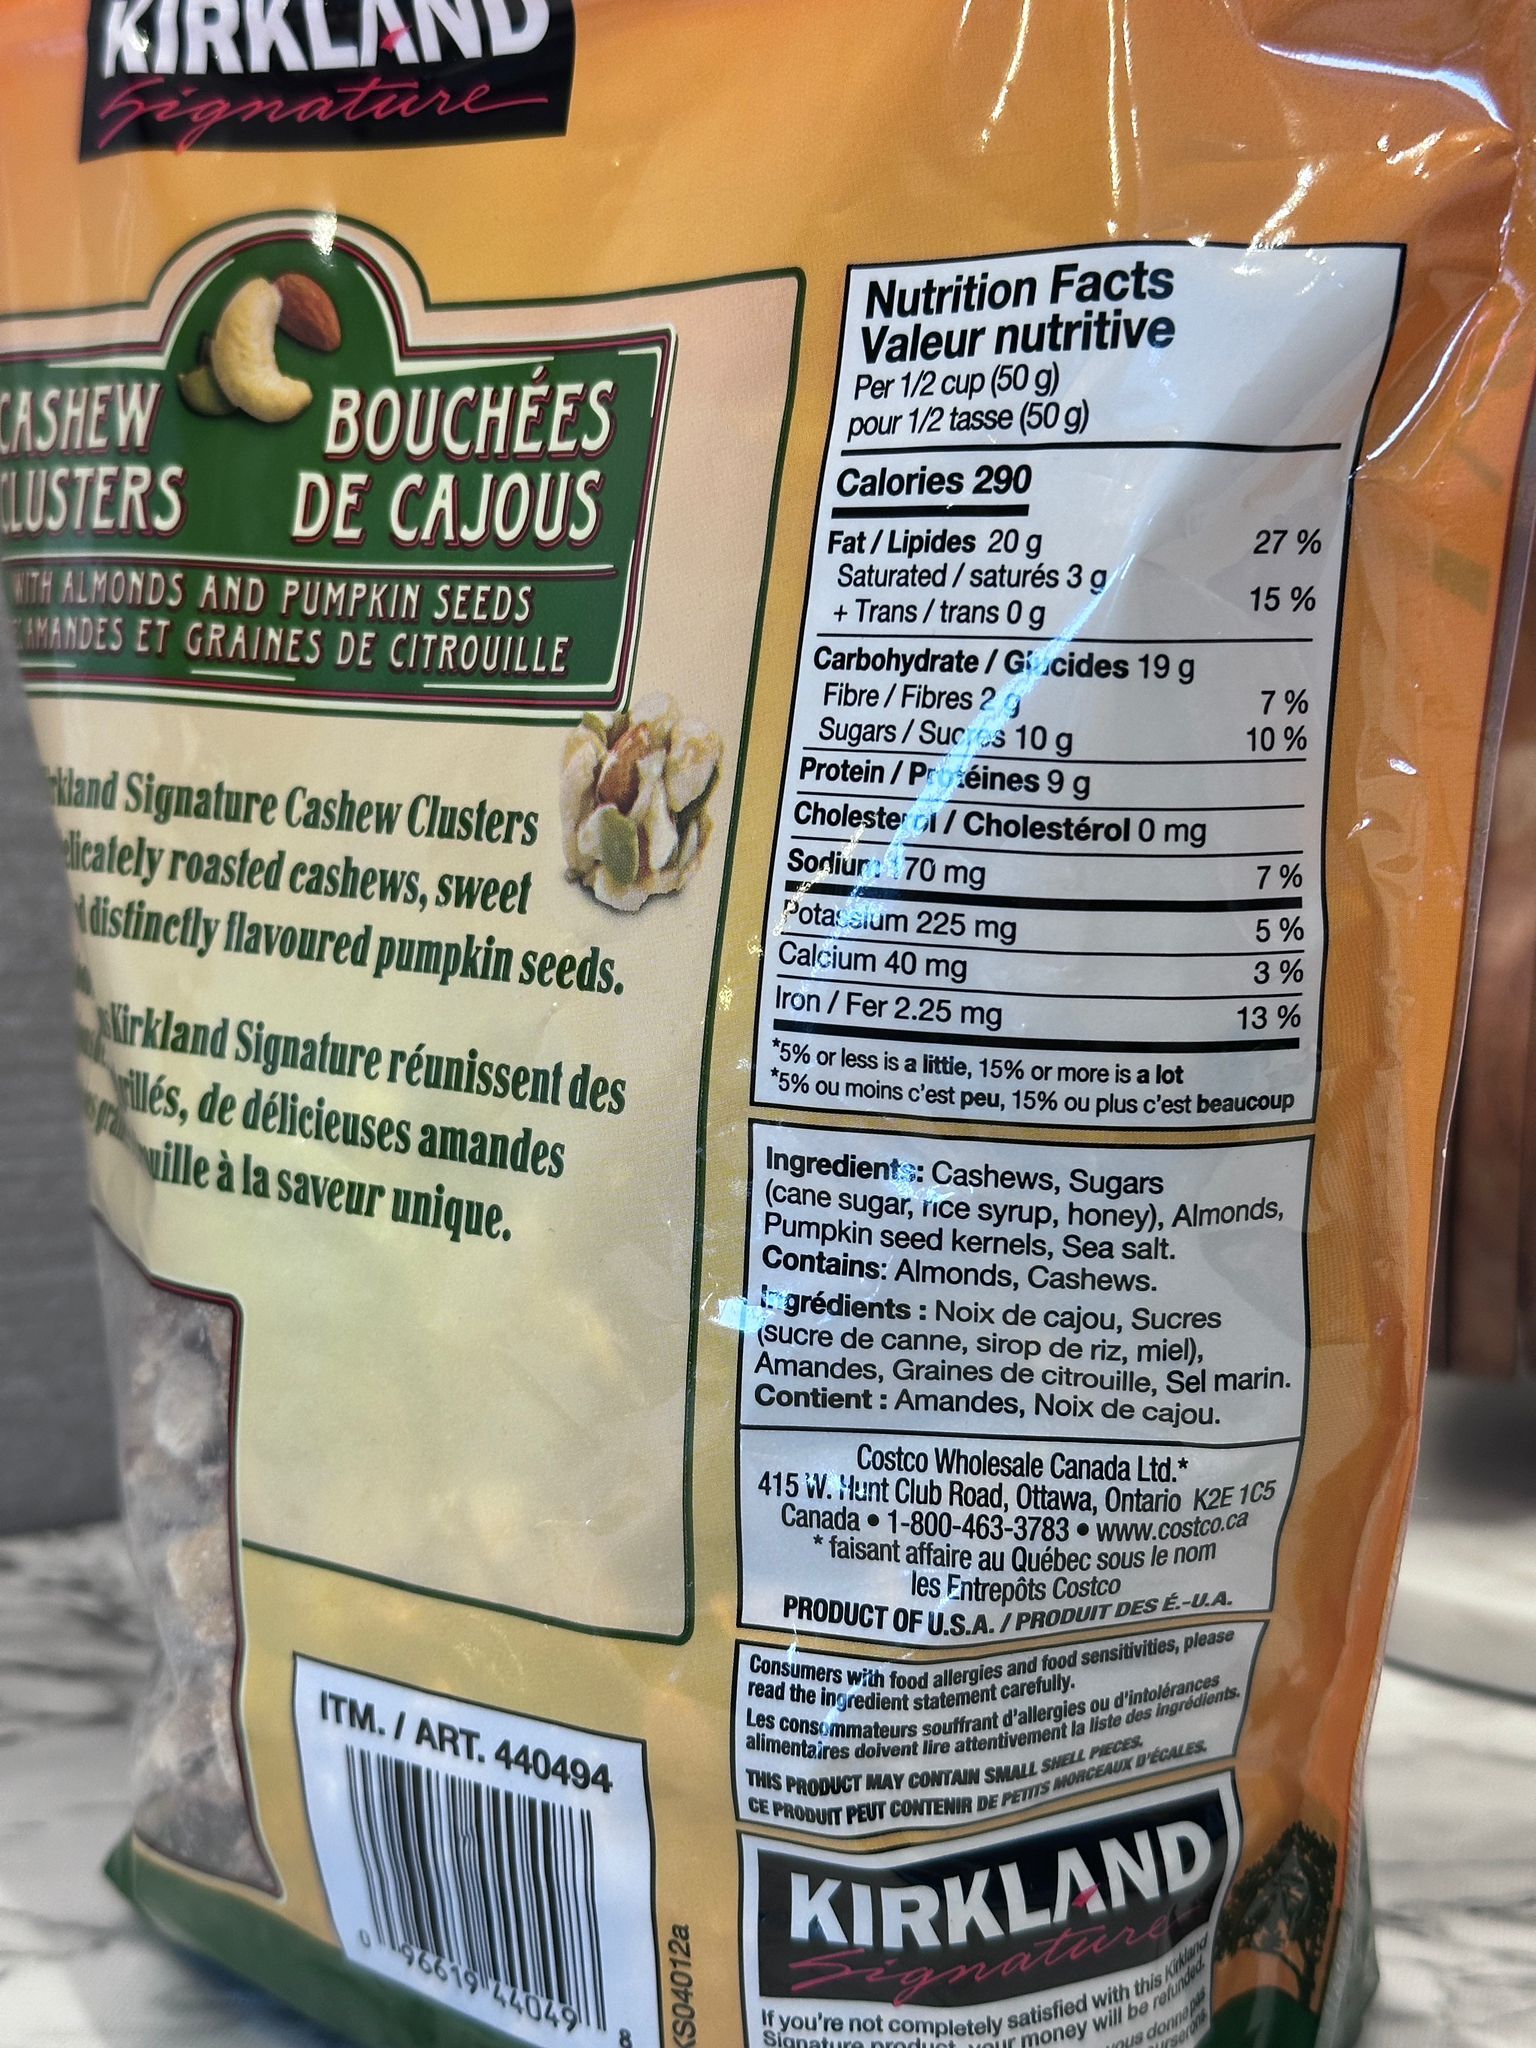 KIRKLAND
Signature
CASHEW
CLUSTERS
BOUCHÉES
DE CAJOUS
WITH ALMONDS AND PUMPKIN SEEDS
AMANDES ET GRAINES DE CITROUILLE
Signature Cashew Clusters
roasted cashews, sweet
distinctly flavoured pumpkin seeds.
Kirkland Signature réunissent des
de délicieuses amandes
à la saveur unique.
Nutrition Facts
Valeur nutritive
Per 1/2 cup (50 g)
pour 1/2 tasse (50 g)
Calories 290
Fat / Lipides 20 g 27 %
Saturated / saturés 3 g
+ Trans / trans 0 g 15 %
Carbohydrate / Glucides 19 g
Fibre / Fibres 2 g 7 %
Sugars / Sucres 10 g 10 %
Protein / Protéines 9 g
Cholesterol / Cholestérol 0 mg
Sodium 170 mg 7 %
Potassium 225 mg 5 %
Calcium 40 mg 3 %
Iron / Fer 2.25 mg 13 %
*5% or less is a little, 15% or more is a lot
*5% ou moins c'est peu, 15% ou plus c'est beaucoup
Ingredients: Cashews, Sugars
(cane sugar, rice syrup, honey), Almonds,
Pumpkin seed kernels, Sea salt.
Contains: Almonds, Cashews.
Ingrédients : Noix de cajou, Sucres
(sucre de canne, sirop de riz, miel),
Amandes, Graines de citrouille, Sel marin.
Contient : Amandes, Noix de cajou.
Costco Wholesale Canada Ltd.*
415 W. Hunt Club Road, Ottawa, Ontario K2E 1C5
Canada • 1-800-463-3783 • www.costco.ca
* faisant affaire au Québec sous le nom
les Entrepôts Costco
PRODUCT OF U.S.A. / PRODUIT DES É.-U.A.
Consumers with food allergies and food sensitivities, please
read the ingredient statement carefully.
Les consommateurs souffrant d'allergies ou d'intolérances
alimentaires doivent lire attentivement la liste des ingrédients.
THIS PRODUCT MAY CONTAIN SMALL SHELL PIECES.
CE PRODUIT PEUT CONTENIR DE PETITS MORCEAUX D'ÉCALES.
ITM. / ART. 440494
0 96619 44049 8
KS04012a
KIRKLAND
Signature
If you're not completely satisfied with this Kirkland
Signature product, your money will be refunded.